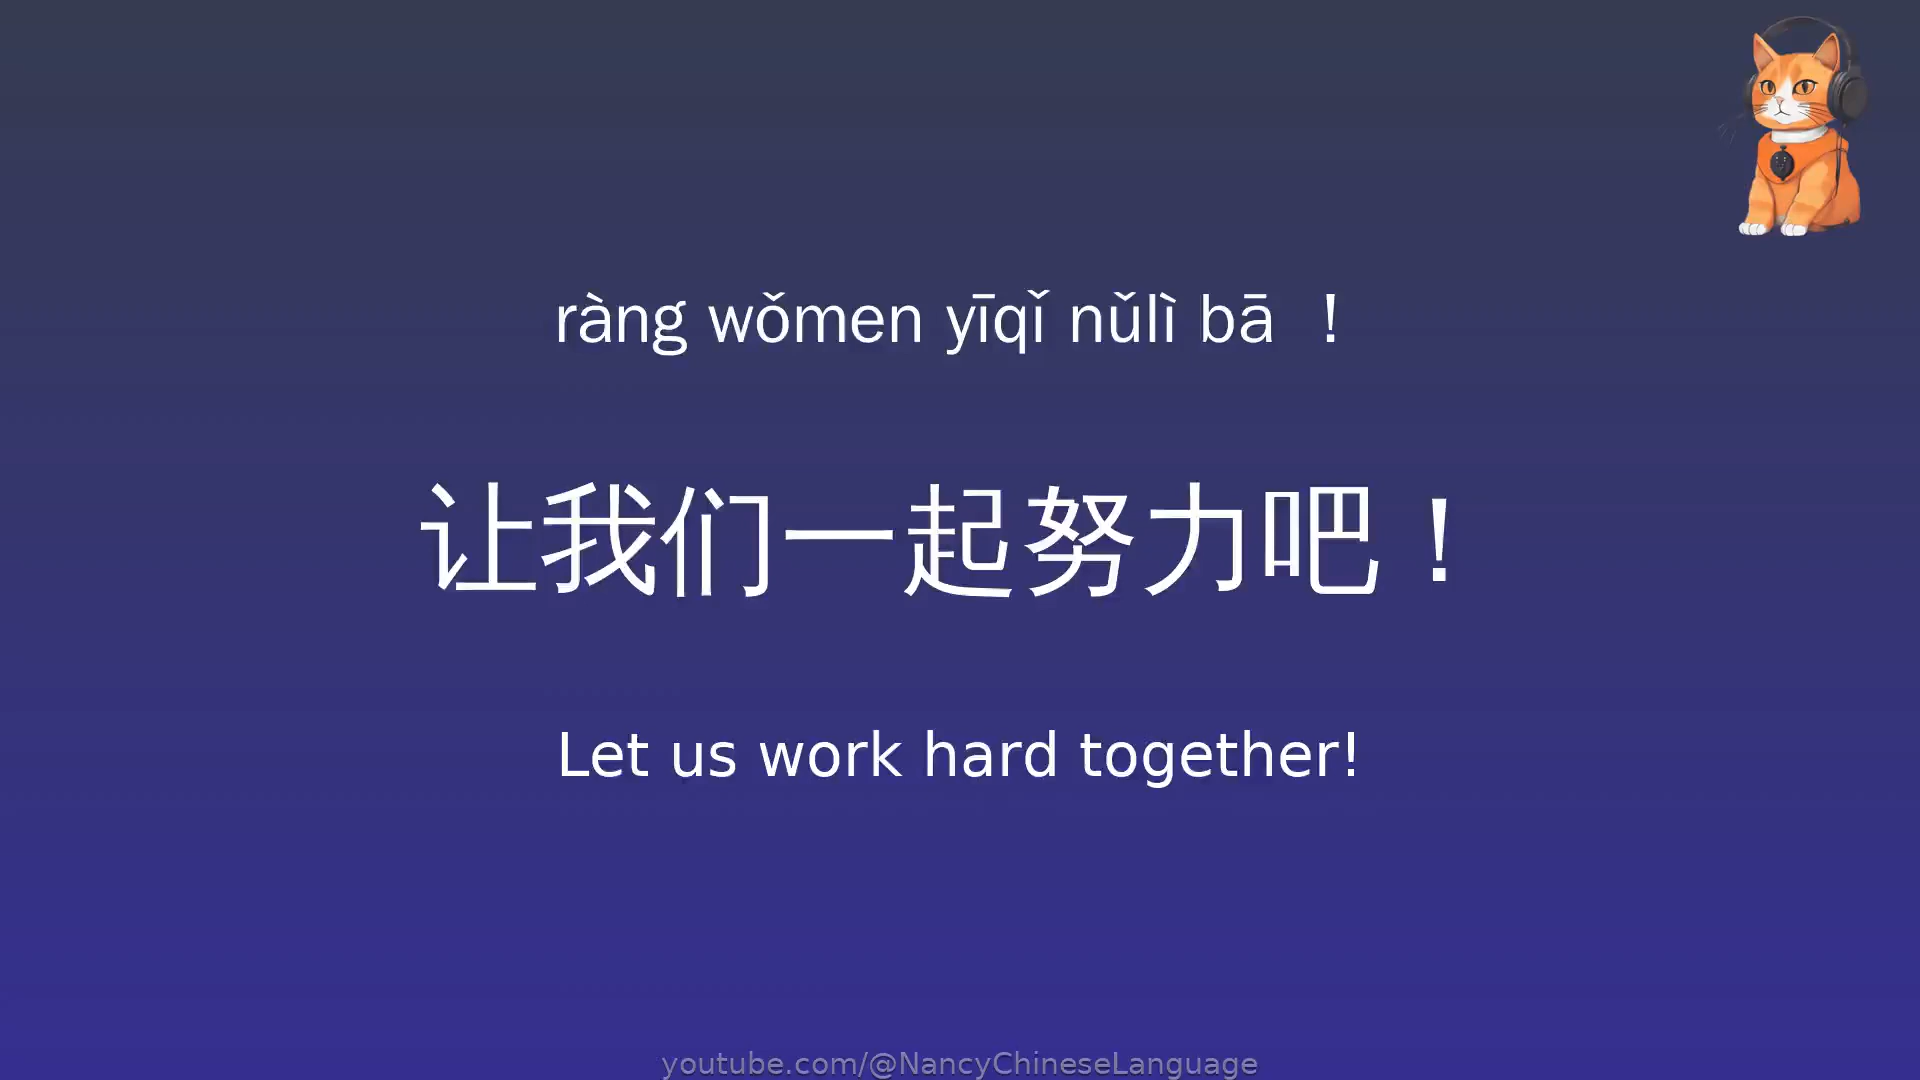 ràng wǒmen yīqǐ nǔlì bā ！
让我们一起努力吧！
Let us work hard together!
youtube.com/@NancyChineseLanguage